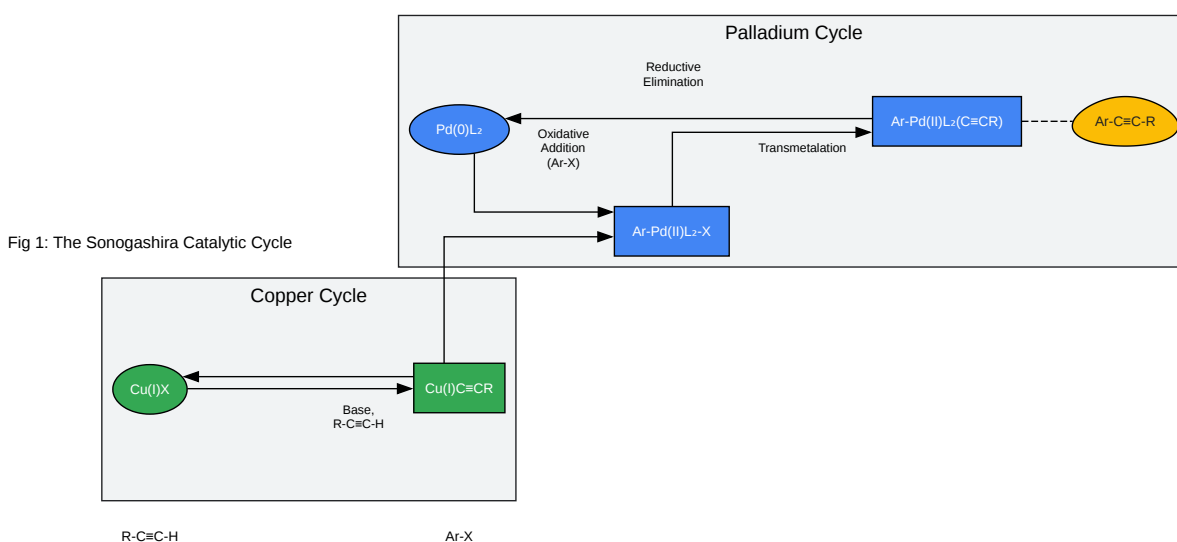 Palladium Cycle
Reductive
Elimination
Pd(0)L₂
Oxidative
Addition
(Ar-X)
Transmetalation
Ar-Pd(II)L₂(C≡CR)
Ar-C≡C-R
Ar-Pd(II)L₂-X
Fig 1: The Sonogashira Catalytic Cycle
Copper Cycle
Cu(I)X
Cu(I)C≡CR
Base,
R-C≡C-H
R-C≡C-H
Ar-X